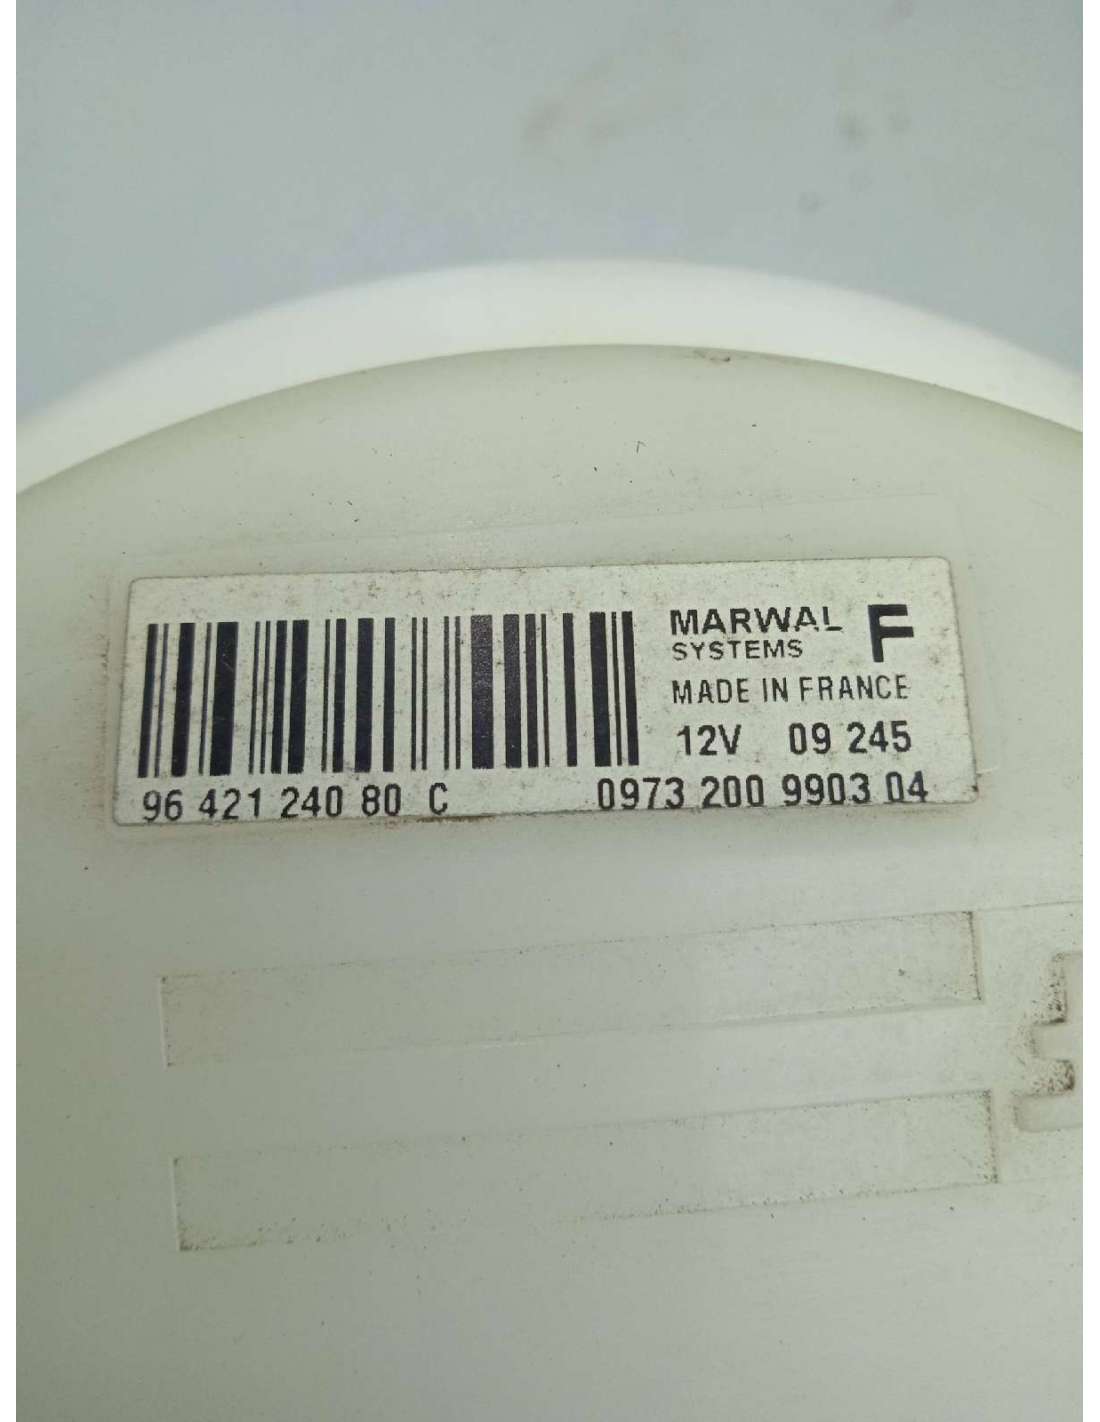 MARWAL F
SYSTEMS
MADE IN FRANCE
12V 09 245
96 421 240 80 C 0973 200 9903 04